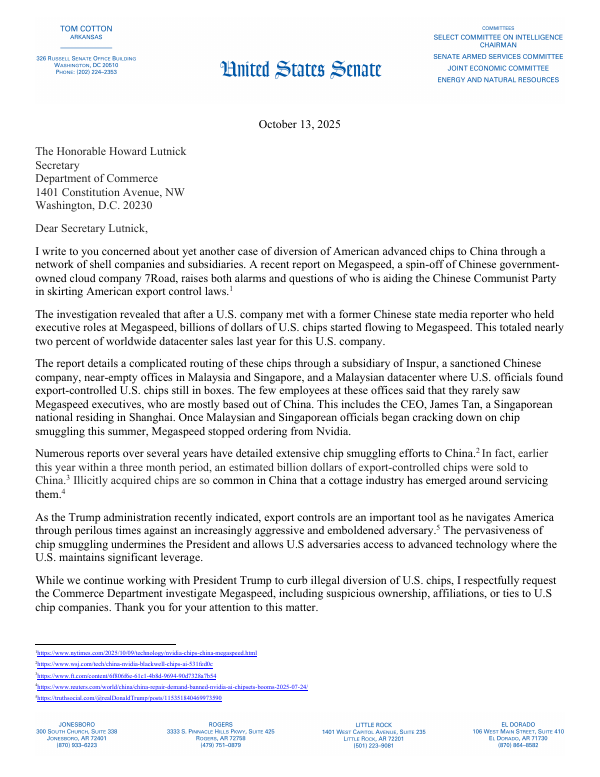 TOM COTTON
ARKANSAS
326 RUSSELL SENATE OFFICE BUILDING
WASHINGTON, DC 20510
PHONE: (202) 224–2353
United States Senate
COMMITTEES
SELECT COMMITTEE ON INTELLIGENCE
CHAIRMAN
SENATE ARMED SERVICES COMMITTEE
JOINT ECONOMIC COMMITTEE
ENERGY AND NATURAL RESOURCES
October 13, 2025
The Honorable Howard Lutnick
Secretary
Department of Commerce
1401 Constitution Avenue, NW
Washington, D.C. 20230
Dear Secretary Lutnick,
I write to you concerned about yet another case of diversion of American advanced chips to China through a
network of shell companies and subsidiaries. A recent report on Megaspeed, a spin-off of Chinese government-
owned cloud company 7Road, raises both alarms and questions of who is aiding the Chinese Communist Party
in skirting American export control laws.1
The investigation revealed that after a U.S. company met with a former Chinese state media reporter who held
executive roles at Megaspeed, billions of dollars of U.S. chips started flowing to Megaspeed. This totaled nearly
two percent of worldwide datacenter sales last year for this U.S. company.
The report details a complicated routing of these chips through a subsidiary of Inspur, a sanctioned Chinese
company, near-empty offices in Malaysia and Singapore, and a Malaysian datacenter where U.S. officials found
export-controlled U.S. chips still in boxes. The few employees at these offices said that they rarely saw
Megaspeed executives, who are mostly based out of China. This includes the CEO, James Tan, a Singaporean
national residing in Shanghai. Once Malaysian and Singaporean officials began cracking down on chip
smuggling this summer, Megaspeed stopped ordering from Nvidia.
Numerous reports over several years have detailed extensive chip smuggling efforts to China.2 In fact, earlier
this year within a three month period, an estimated billion dollars of export-controlled chips were sold to
China.3 Illicitly acquired chips are so common in China that a cottage industry has emerged around servicing
them.4
As the Trump administration recently indicated, export controls are an important tool as he navigates America
through perilous times against an increasingly aggressive and emboldened adversary.5 The pervasiveness of
chip smuggling undermines the President and allows U.S adversaries access to advanced technology where the
U.S. maintains significant leverage.
While we continue working with President Trump to curb illegal diversion of U.S. chips, I respectfully request
the Commerce Department investigate Megaspeed, including suspicious ownership, affiliations, or ties to U.S
chip companies. Thank you for your attention to this matter.
1https://www.nytimes.com/2025/10/09/technology/nvidia-chips-china-megaspeed.html
2https://www.wsj.com/tech/china-nvidia-blackwell-chips-ai-531fed0c
3https://www.ft.com/content/6f806f6e-61c1-4b8d-9694-90d7328a7b54
4https://www.reuters.com/world/china/china-repair-demand-banned-nvidia-ai-chipsets-booms-2025-07-24/
5https://truthsocial.com/@realDonaldTrump/posts/115351840469973590
JONESBORO
300 SOUTH CHURCH, SUITE 338
JONESBORO, AR 72401
(870) 933–6223
ROGERS
3333 S. PINNACLE HILLS PKWY, SUITE 425
ROGERS, AR 72758
(479) 751–0879
LITTLE ROCK
1401 WEST CAPITOL AVENUE, SUITE 235
LITTLE ROCK, AR 72201
(501) 223–9081
EL DORADO
106 WEST MAIN STREET, SUITE 410
EL DORADO, AR 71730
(870) 864–8582